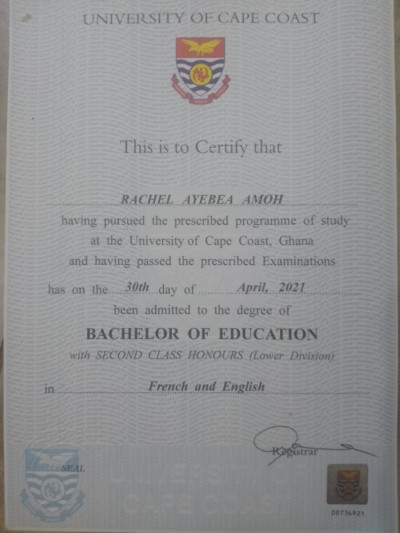 UNIVERSITY OF CAPE COAST
This is to Certify that
RACHEL AYEBEA AMOH
having pursued the prescribed programme of study
at the University of Cape Coast, Ghana
and having passed the prescribed Examinations
has on the 30th day of April, 2021
been admitted to the degree of
BACHELOR OF EDUCATION
with SECOND CLASS HONOURS (Lower Division)
in French and English
Registrar
SEAL
CAPE COAST